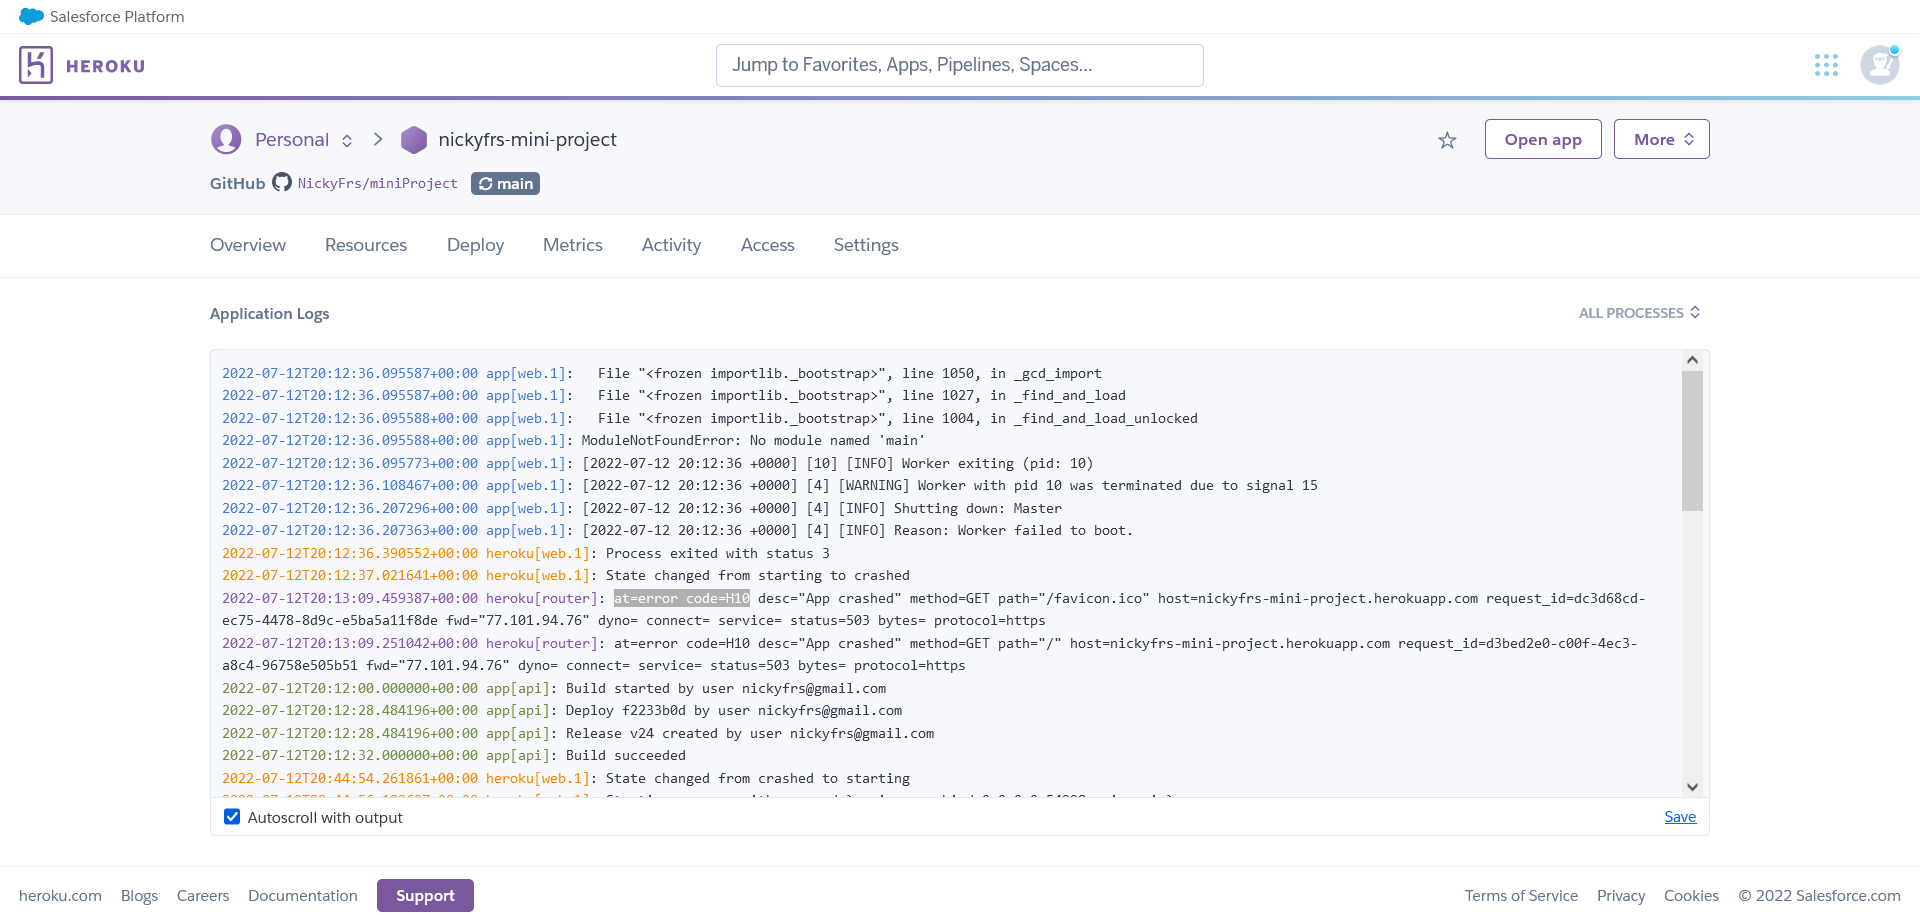 Salesforce Platform
HEROKU
Jump to Favorites, Apps, Pipelines, Spaces...
Personal
nickyfrs-mini-project
Open app
More
GitHub NickyFrs/miniProject main
Overview Resources Deploy Metrics Activity Access Settings
Application Logs
ALL PROCESSES
2022-07-12T20:12:36.095587+00:00 app[web.1]:   File "<frozen importlib._bootstrap>", line 1050, in _gcd_import
2022-07-12T20:12:36.095587+00:00 app[web.1]:   File "<frozen importlib._bootstrap>", line 1027, in _find_and_load
2022-07-12T20:12:36.095588+00:00 app[web.1]:   File "<frozen importlib._bootstrap>", line 1004, in _find_and_load_unlocked
2022-07-12T20:12:36.095588+00:00 app[web.1]: ModuleNotFoundError: No module named 'main'
2022-07-12T20:12:36.095773+00:00 app[web.1]: [2022-07-12 20:12:36 +0000] [10] [INFO] Worker exiting (pid: 10)
2022-07-12T20:12:36.108467+00:00 app[web.1]: [2022-07-12 20:12:36 +0000] [4] [WARNING] Worker with pid 10 was terminated due to signal 15
2022-07-12T20:12:36.207296+00:00 app[web.1]: [2022-07-12 20:12:36 +0000] [4] [INFO] Shutting down: Master
2022-07-12T20:12:36.207363+00:00 app[web.1]: [2022-07-12 20:12:36 +0000] [4] [INFO] Reason: Worker failed to boot.
2022-07-12T20:12:36.390552+00:00 heroku[web.1]: Process exited with status 3
2022-07-12T20:12:37.021641+00:00 heroku[web.1]: State changed from starting to crashed
2022-07-12T20:13:09.459387+00:00 heroku[router]: at=error code=H10 desc="App crashed" method=GET path="/favicon.ico" host=nickyfrs-mini-project.herokuapp.com request_id=dc3d68cd-
ec75-4478-8d9c-e5ba5a11f8de fwd="77.101.94.76" dyno= connect= service= status=503 bytes= protocol=https
2022-07-12T20:13:09.251042+00:00 heroku[router]: at=error code=H10 desc="App crashed" method=GET path="/" host=nickyfrs-mini-project.herokuapp.com request_id=d3bed2e0-c00f-4ec3-
a8c4-96758e505b51 fwd="77.101.94.76" dyno= connect= service= status=503 bytes= protocol=https
2022-07-12T20:12:00.000000+00:00 app[api]: Build started by user nickyfrs@gmail.com
2022-07-12T20:12:28.484196+00:00 app[api]: Deploy f2233b0d by user nickyfrs@gmail.com
2022-07-12T20:12:28.484196+00:00 app[api]: Release v24 created by user nickyfrs@gmail.com
2022-07-12T20:12:32.000000+00:00 app[api]: Build succeeded
2022-07-12T20:44:54.261861+00:00 heroku[web.1]: State changed from crashed to starting
Autoscroll with output
Save
heroku.com Blogs Careers Documentation Support
Terms of Service Privacy Cookies © 2022 Salesforce.com